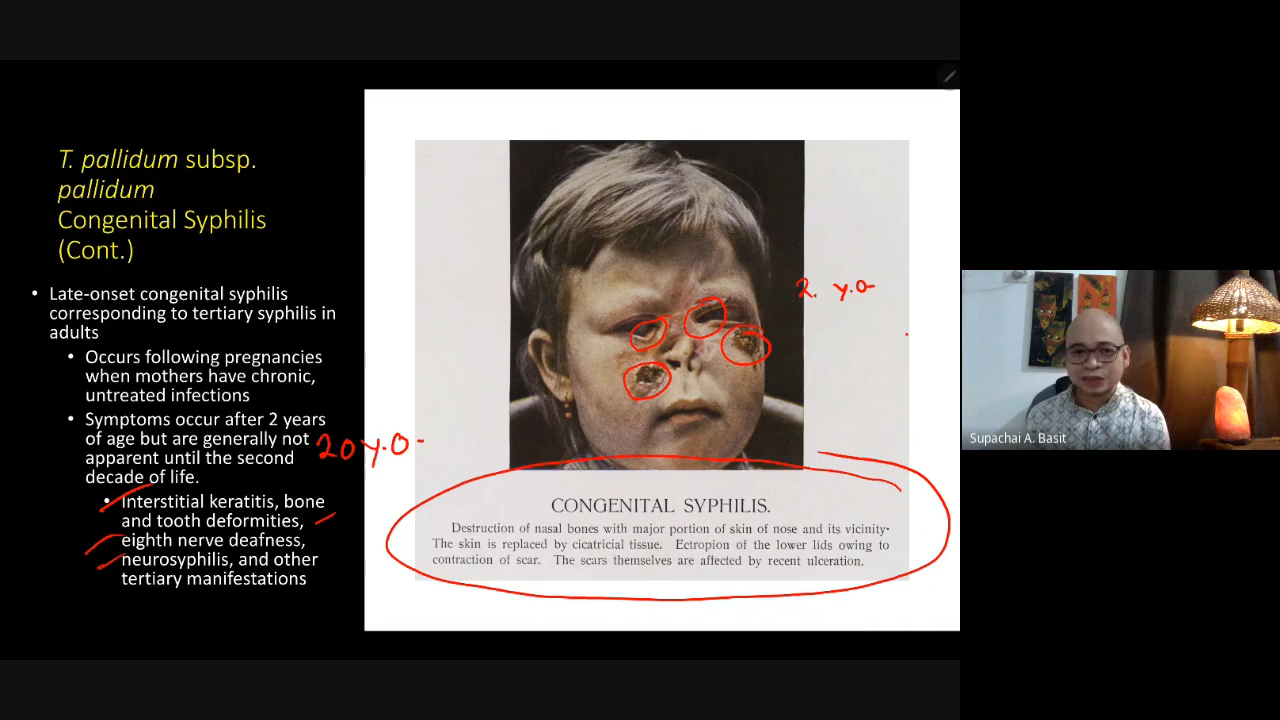 T. pallidum subsp.
pallidum
Congenital Syphilis
(Cont.)
• Late-onset congenital syphilis
corresponding to tertiary syphilis in
adults
• Occurs following pregnancies
when mothers have chronic,
untreated infections
• Symptoms occur after 2 years
of age but are generally not
apparent until the second
decade of life.
• Interstitial keratitis, bone
and tooth deformities,
eighth nerve deafness,
neurosyphilis, and other
tertiary manifestations
20 y.o.
2. y.o
CONGENITAL SYPHILIS.
Destruction of nasal bones with major portion of skin of nose and its vicinity.
The skin is replaced by cicatricial tissue. Ectropion of the lower lids owing to
contraction of scar. The scars themselves are affected by recent ulceration.
Supachai A. Basit